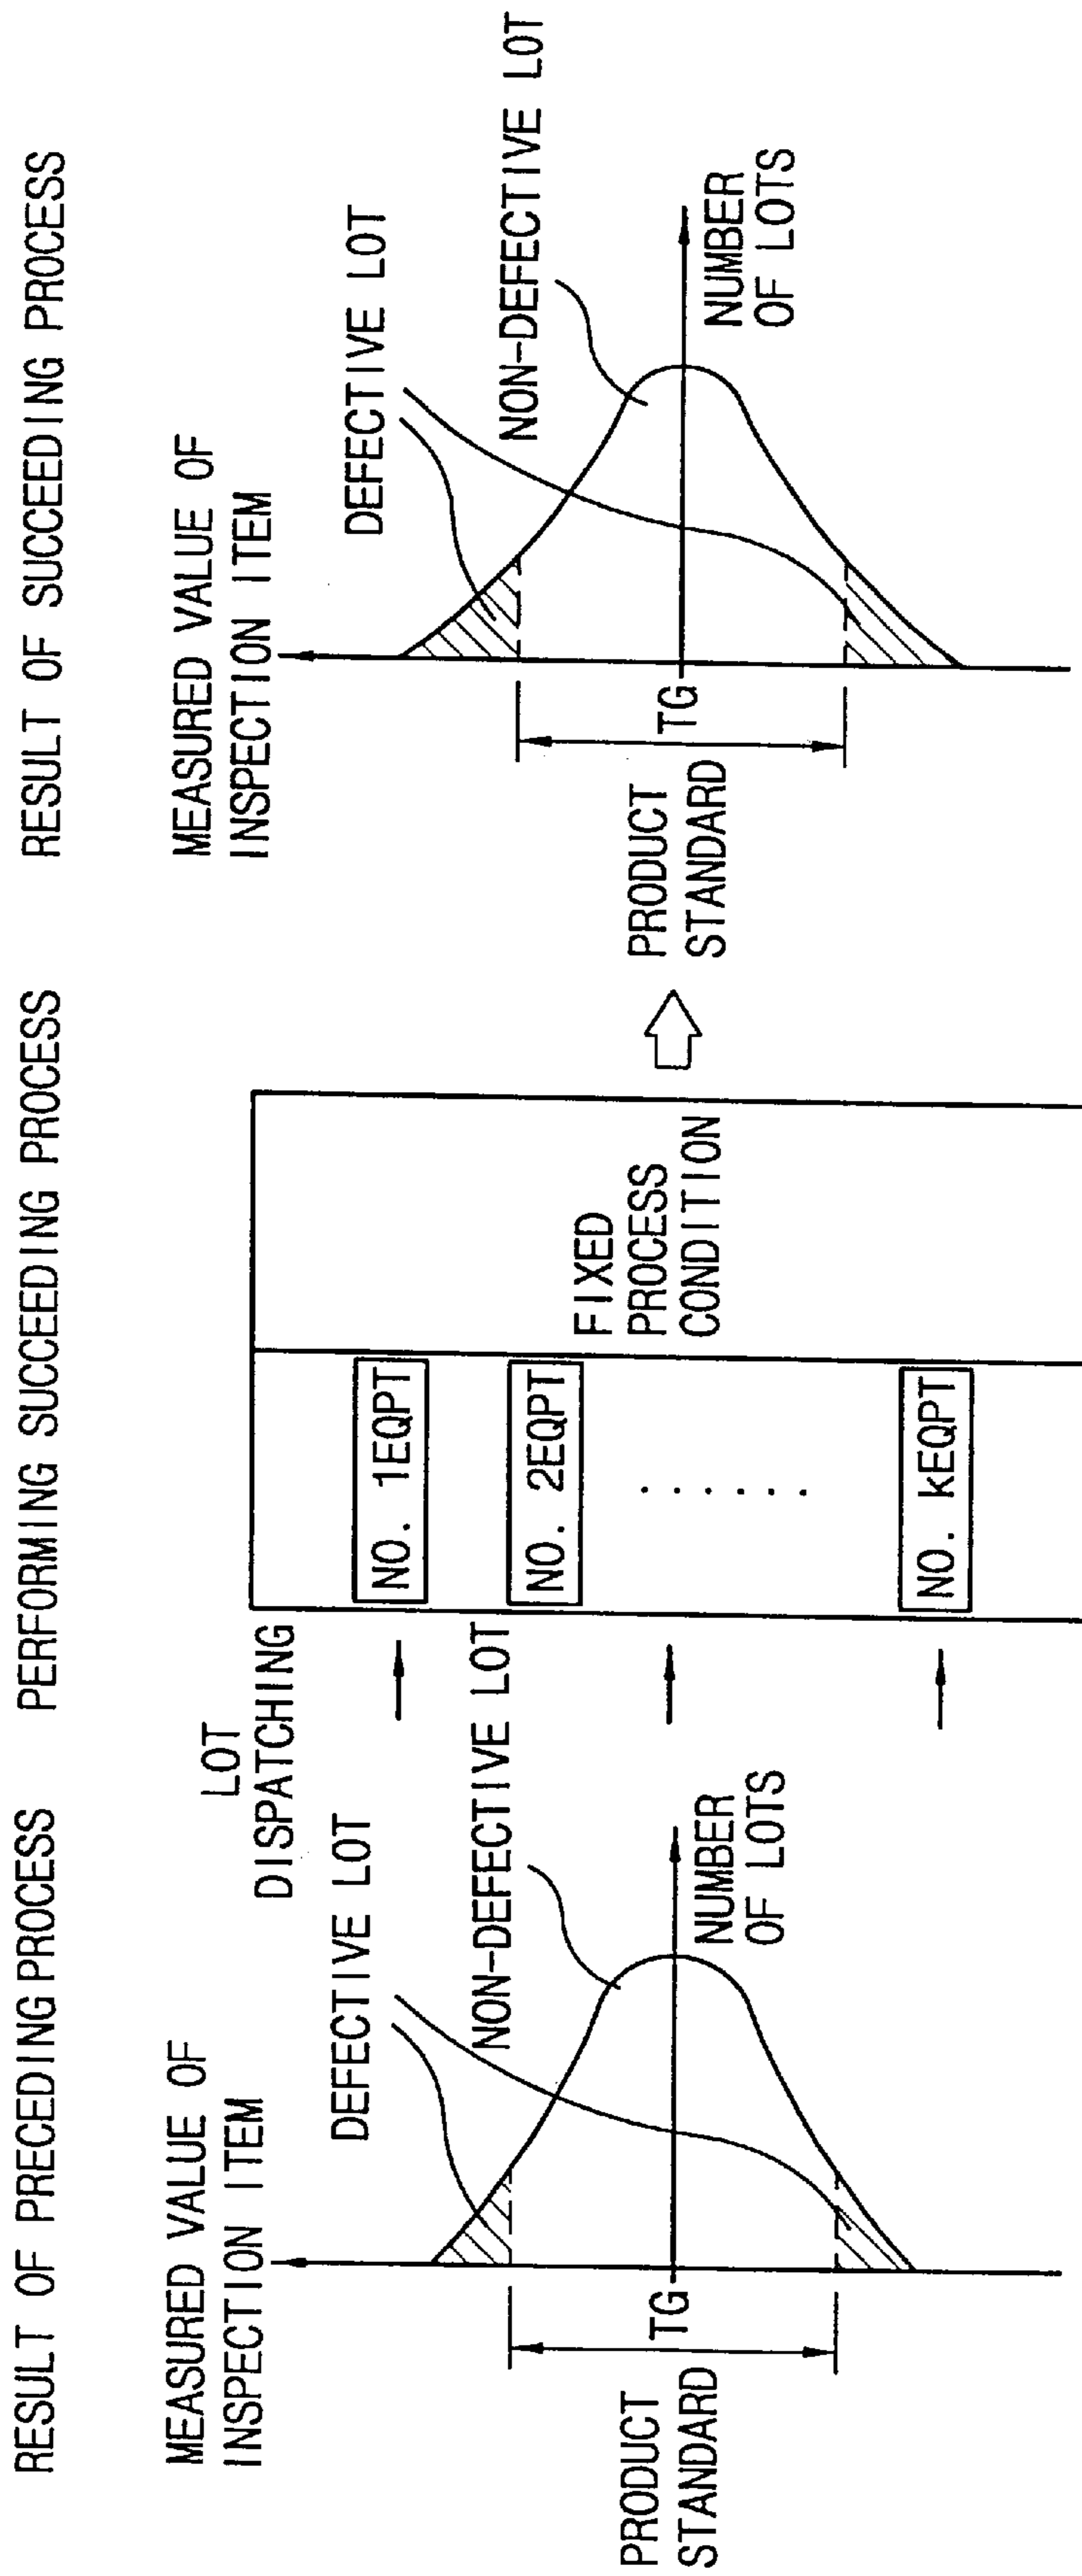 RESULT OF PRECEDING PROCESS
PERFORMING SUCCEEDING PROCESS
RESULT OF SUCCEEDING PROCESS
MEASURED VALUE OF
INSPECTION ITEM
DEFECTIVE LOT
NON-DEFECTIVE LOT
NUMBER
OF LOTS
TG
PRODUCT
STANDARD
LOT
DISPATCHING
NO. 1EQPT
NO. 2EQPT
......
NO. kEQPT
FIXED
PROCESS
CONDITION
MEASURED VALUE OF
INSPECTION ITEM
DEFECTIVE LOT
NON-DEFECTIVE LOT
NUMBER
OF LOTS
TG
PRODUCT
STANDARD